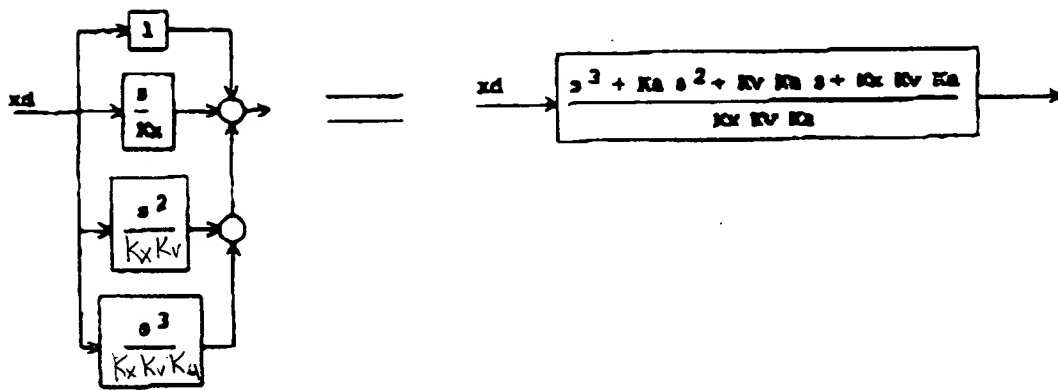 1
xd
s
Kx
s 2
KxKv
s 3
KxKvKa
xd
s 3 + Ka s 2 + Kv Ka s + Kx Kv Ka
Kx Kv Ka